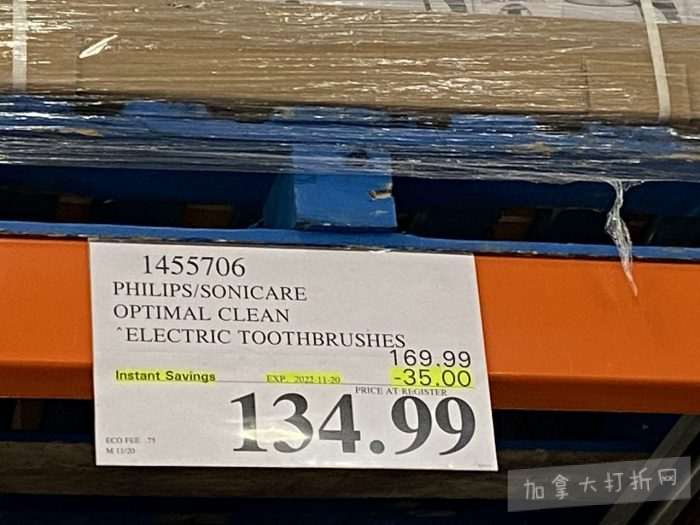 1455706
PHILIPS/SONICARE
OPTIMAL CLEAN
^ELECTRIC TOOTHBRUSHES
169.99
Instant Savings EXP. 2022-11-20 -35.00
PRICE AT REGISTER
134.99
ECO FEE .75
M 11/20
加拿大打折网